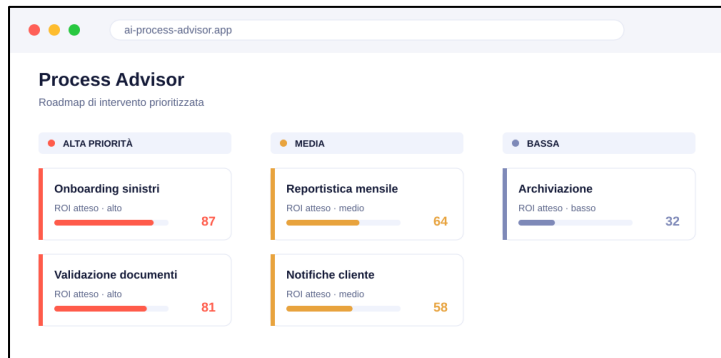 ai-process-advisor.app
Process Advisor
Roadmap di intervento prioritizzata
ALTA PRIORITÀ
Onboarding sinistri
ROI atteso · alto
87
Validazione documenti
ROI atteso · alto
81
MEDIA
Reportistica mensile
ROI atteso · medio
64
Notifiche cliente
ROI atteso · medio
58
BASSA
Archiviazione
ROI atteso · basso
32